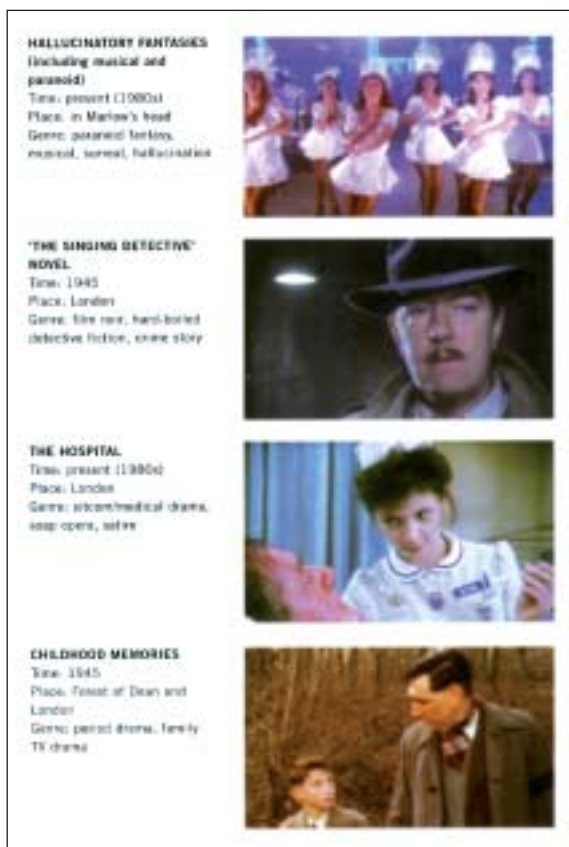 HALLUCINATORY FANTASIES
(including musical and
paranoid)
Time: present (1980s)
Place: in Marlow's head
Genre: paranoid fantasy,
musical, surreal, hallucination
'THE SINGING DETECTIVE'
NOVEL
Time: 1945
Place: London
Genre: film noir, hard-boiled
detective fiction, crime story
THE HOSPITAL
Time: present (1980s)
Place: London
Genre: sitcom/medical drama,
soap opera, satire
CHILDHOOD MEMORIES
Time: 1945
Place: Forest of Dean and
London
Genre: period drama, family
TV drama